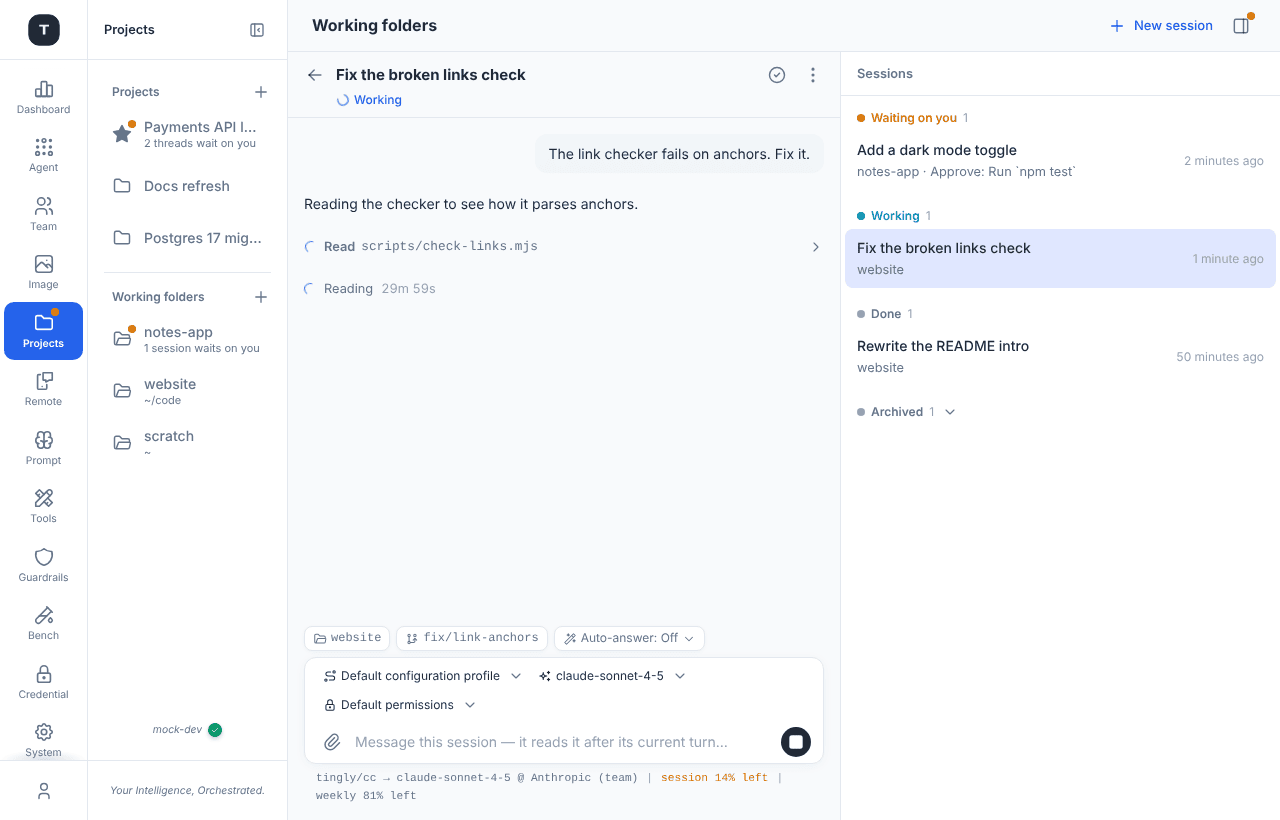 T
Projects
Working folders
New session
Dashboard
Agent
Team
Image
Projects
Remote
Prompt
Tools
Guardrails
Bench
Credential
System
Projects
Payments API l...
2 threads wait on you
Docs refresh
Postgres 17 mig...
Working folders
notes-app
1 session waits on you
website
~/code
scratch
~
mock-dev
Your Intelligence, Orchestrated.
Fix the broken links check
Working
The link checker fails on anchors. Fix it.
Reading the checker to see how it parses anchors.
Read scripts/check-links.mjs
Reading 29m 59s
website
fix/link-anchors
Auto-answer: Off
Default configuration profile
claude-sonnet-4-5
Default permissions
Message this session — it reads it after its current turn...
tingly/cc → claude-sonnet-4-5 @ Anthropic (team) | session 14% left |
weekly 81% left
Sessions
Waiting on you 1
Add a dark mode toggle
notes-app · Approve: Run `npm test`
2 minutes ago
Working 1
Fix the broken links check
website
1 minute ago
Done 1
Rewrite the README intro
website
50 minutes ago
Archived 1